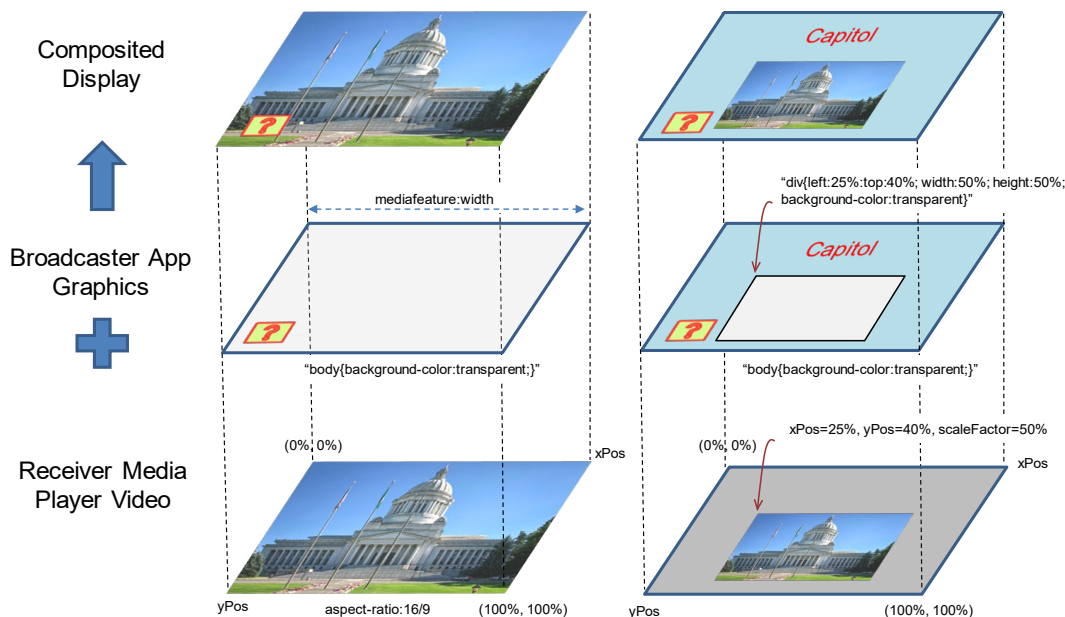 Composited
Display
Capitol
?
?
"div{left:25%:top:40%; width:50%; height:50%;
background-color:transparent}"
mediafeature:width
Broadcaster App
Graphics
Capitol
?
?
"body{background-color:transparent;}"
"body{background-color:transparent;}"
xPos=25%, yPos=40%, scaleFactor=50%
(0%, 0%)
(0%, 0%)
xPos
xPos
Receiver Media
Player Video
yPos
aspect-ratio:16/9
(100%, 100%)
yPos
(100%, 100%)